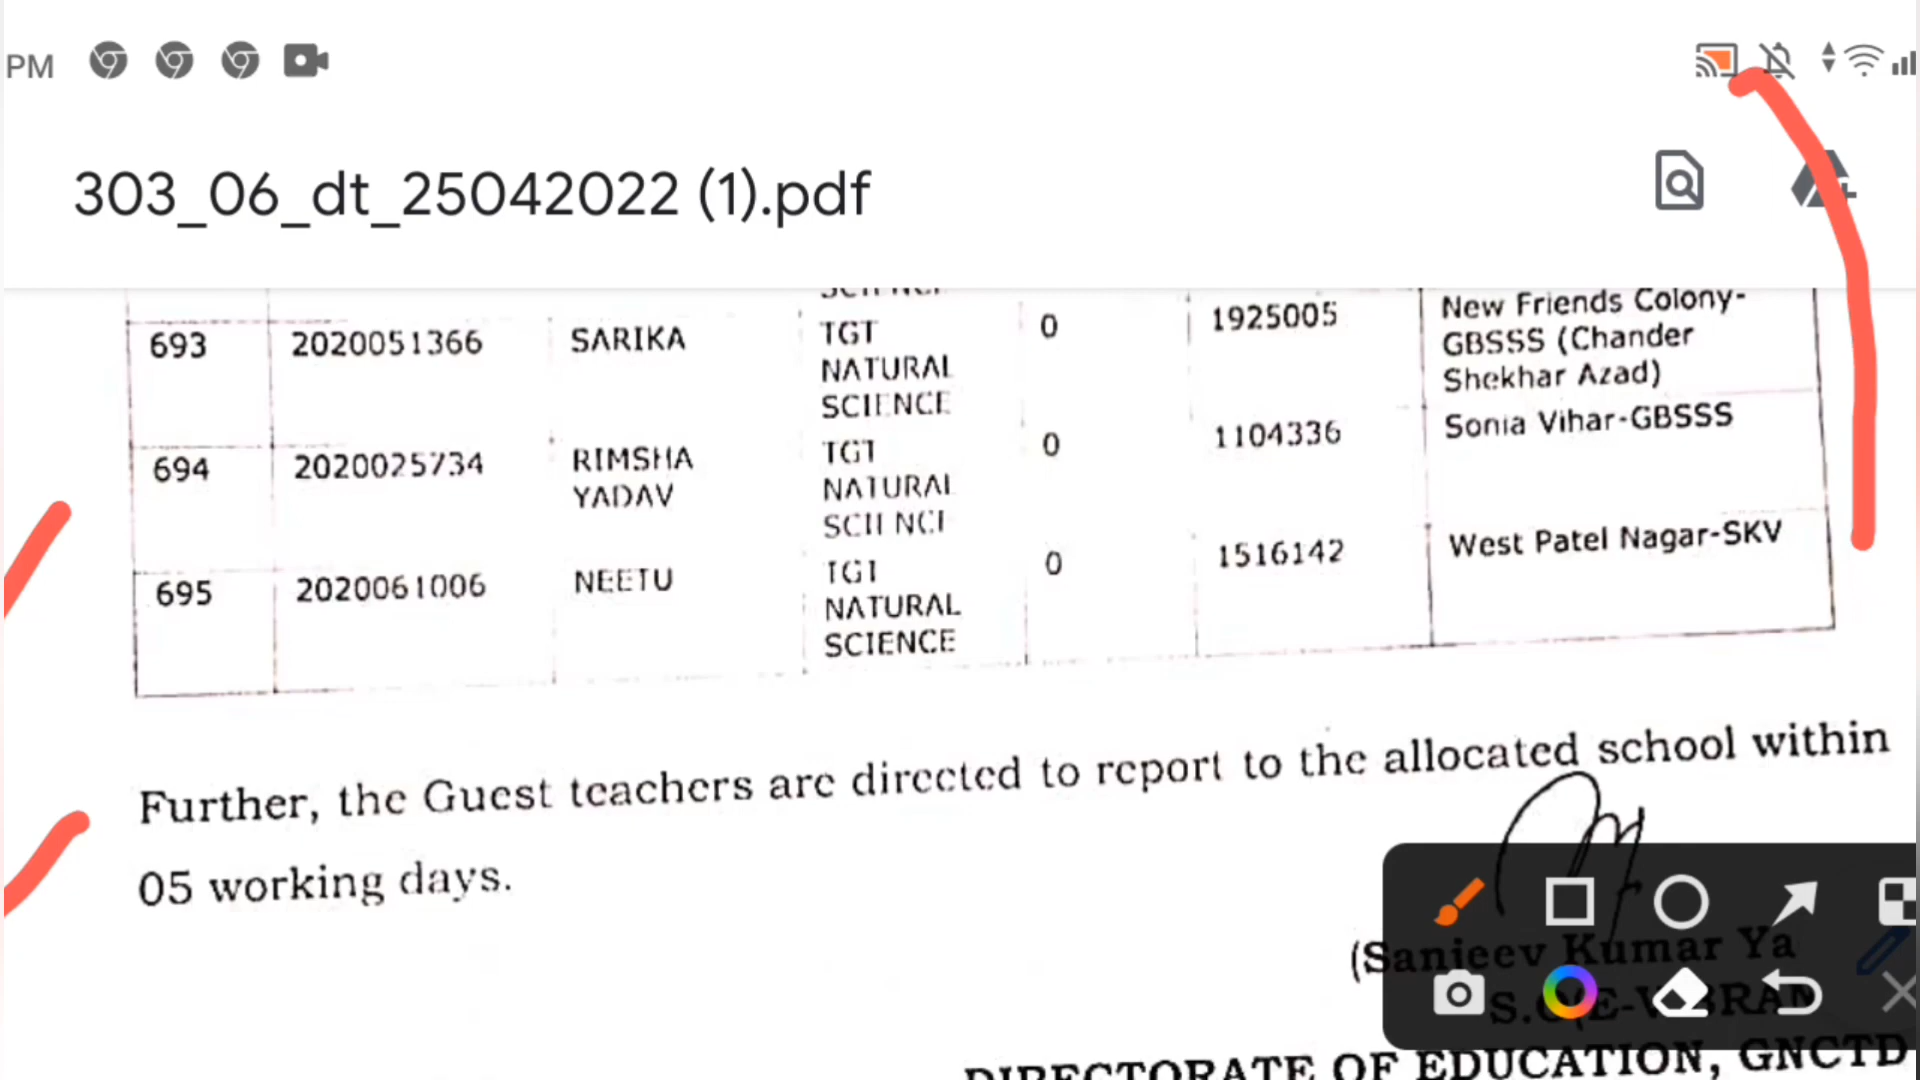 PM
303_06_dt_25042022 (1).pdf
693 2020051366 SARIKA TGT NATURAL SCIENCE 0 1925005 New Friends Colony-
GBSSS (Chander
Shekhar Azad)
694 2020025734 RIMSHA YADAV TGT NATURAL SCIENCE 0 1104336 Sonia Vihar-GBSSS
695 2020061006 NEETU TGT NATURAL SCIENCE 0 1516142 West Patel Nagar-SKV
Further, the Guest teachers are directed to report to the allocated school within
05 working days.
(Sanjeev Kumar Ya
DIRECTORATE OF EDUCATION, GNCTD